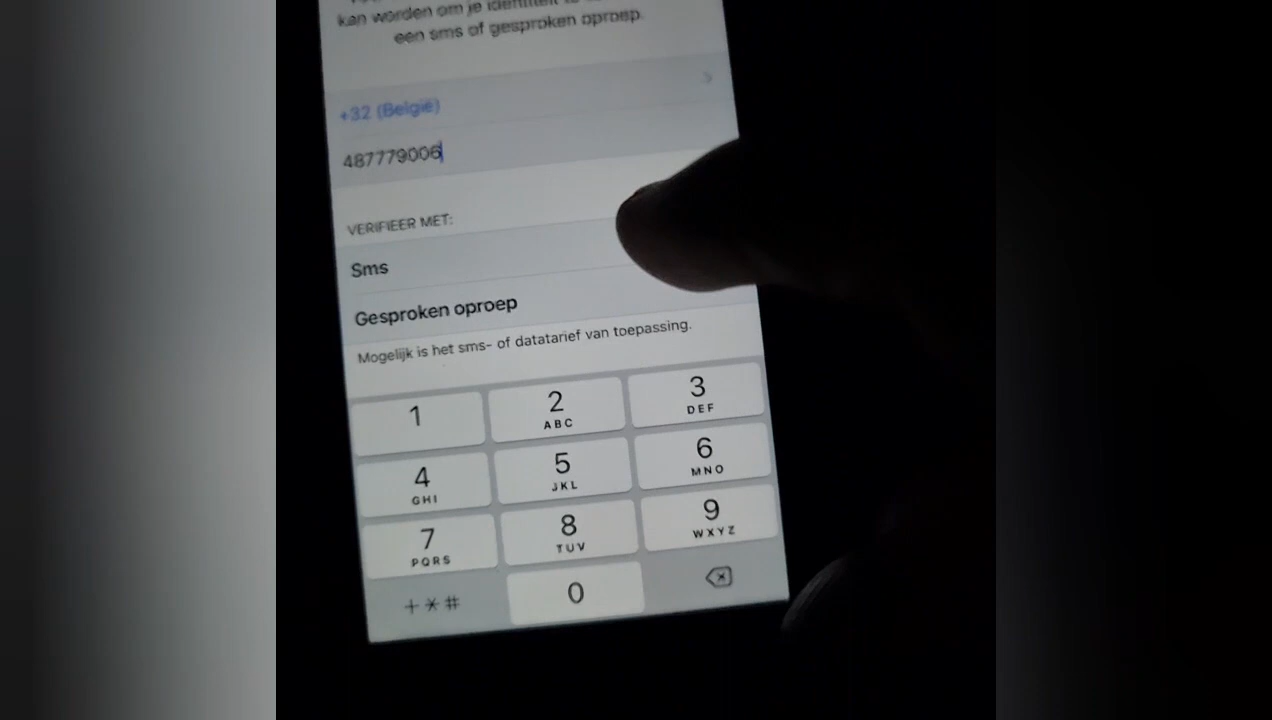 kan worden om je identiteit
een sms of gesproken oproep.
+32 (België)
487779006
VERIFIEER MET:
Sms
Gesproken oproep
Mogelijk is het sms- of datatarief van toepassing.
1
2
ABC
3
DEF
4
GHI
5
JKL
6
MNO
7
PQRS
8
TUV
9
WXYZ
+*#
0